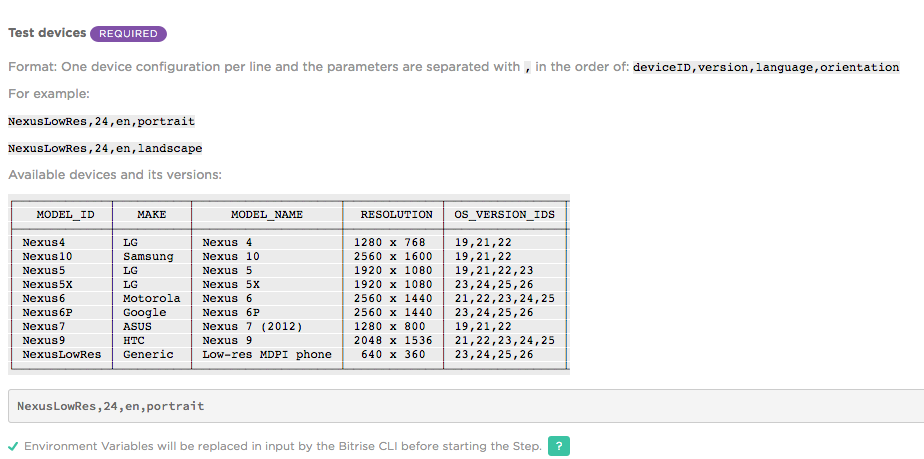 Test devices REQUIRED
Format: One device configuration per line and the parameters are separated with , in the order of: deviceID,version,language,orientation
For example:
NexusLowRes,24,en,portrait
NexusLowRes,24,en,landscape
Available devices and its versions:
MODEL_ID MAKE MODEL_NAME RESOLUTION OS_VERSION_IDS
Nexus4 LG Nexus 4 1280 x 768 19,21,22
Nexus10 Samsung Nexus 10 2560 x 1600 19,21,22
Nexus5 LG Nexus 5 1920 x 1080 19,21,22,23
Nexus5X LG Nexus 5X 1920 x 1080 23,24,25,26
Nexus6 Motorola Nexus 6 2560 x 1440 21,22,23,24,25
Nexus6P Google Nexus 6P 2560 x 1440 23,24,25,26
Nexus7 ASUS Nexus 7 (2012) 1280 x 800 19,21,22
Nexus9 HTC Nexus 9 2048 x 1536 21,22,23,24,25
NexusLowRes Generic Low-res MDPI phone 640 x 360 23,24,25,26
NexusLowRes,24,en,portrait
Environment Variables will be replaced in input by the Bitrise CLI before starting the Step. ?